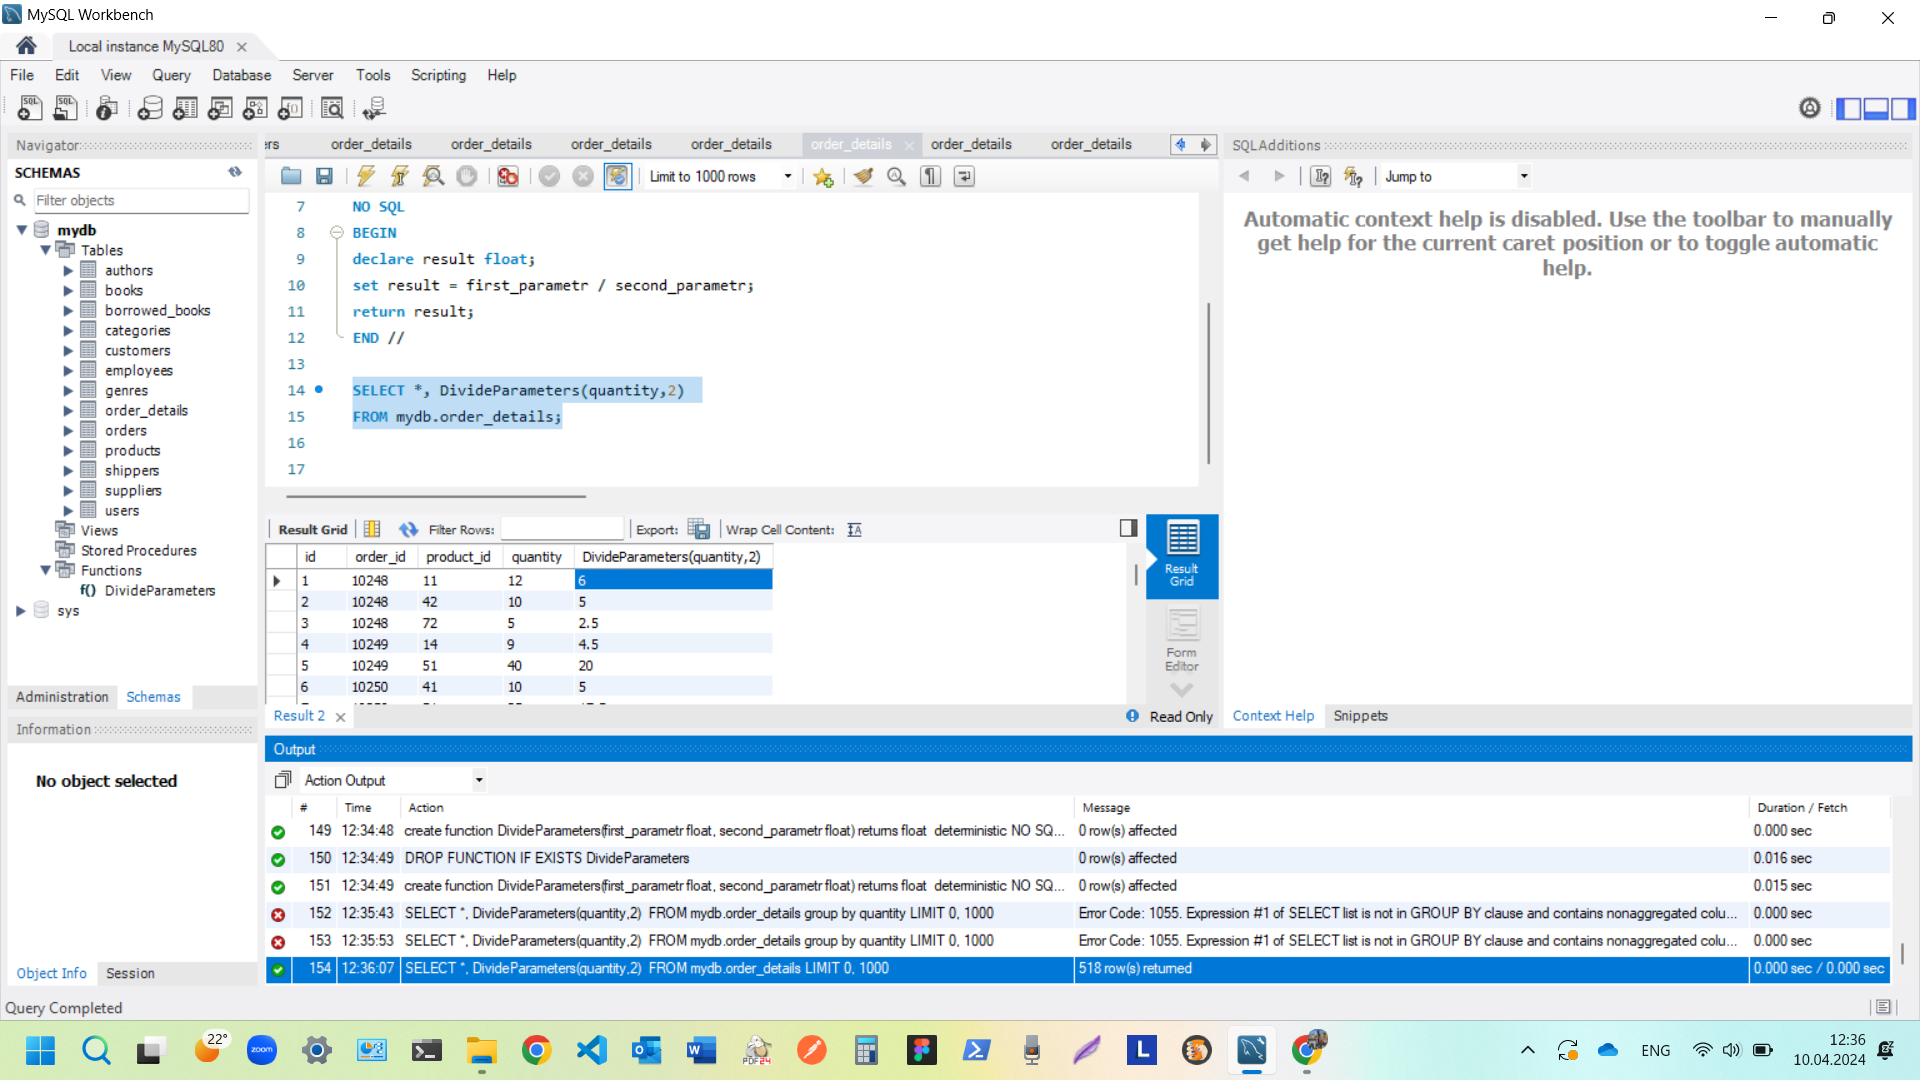 MySQL Workbench
Local instance MySQL80
File Edit View Query Database Server Tools Scripting Help
Navigator
SCHEMAS
Filter objects
mydb
Tables
authors
books
borrowed_books
categories
customers
employees
genres
order_details
orders
products
shippers
suppliers
users
Views
Stored Procedures
Functions
f() DivideParameters
sys
Administration Schemas
Information
No object selected
Object Info Session
ers order_details order_details order_details order_details order_details order_details order_details
Limit to 1000 rows
7 NO SQL
8 BEGIN
9 declare result float;
10 set result = first_parametr / second_parametr;
11 return result;
12 END //
13
14 SELECT *, DivideParameters(quantity,2)
15 FROM mydb.order_details;
16
17
Result Grid Filter Rows: Export: Wrap Cell Content:
id order_id product_id quantity DivideParameters(quantity,2)
1 10248 11 12 6
2 10248 42 10 5
3 10248 72 5 2.5
4 10249 14 9 4.5
5 10249 51 40 20
6 10250 41 10 5
Result Grid
Form Editor
Result 2
Read Only
SQLAdditions
Jump to
Automatic context help is disabled. Use the toolbar to manually
get help for the current caret position or to toggle automatic
help.
Context Help Snippets
Output
Action Output
# Time Action Message Duration / Fetch
149 12:34:48 create function DivideParameters(first_parametr float, second_parametr float) returns float deterministic NO SQ... 0 row(s) affected 0.000 sec
150 12:34:49 DROP FUNCTION IF EXISTS DivideParameters 0 row(s) affected 0.016 sec
151 12:34:49 create function DivideParameters(first_parametr float, second_parametr float) returns float deterministic NO SQ... 0 row(s) affected 0.015 sec
152 12:35:43 SELECT *, DivideParameters(quantity,2) FROM mydb.order_details group by quantity LIMIT 0, 1000 Error Code: 1055. Expression #1 of SELECT list is not in GROUP BY clause and contains nonaggregated colu... 0.000 sec
153 12:35:53 SELECT *, DivideParameters(quantity,2) FROM mydb.order_details group by quantity LIMIT 0, 1000 Error Code: 1055. Expression #1 of SELECT list is not in GROUP BY clause and contains nonaggregated colu... 0.000 sec
154 12:36:07 SELECT *, DivideParameters(quantity,2) FROM mydb.order_details LIMIT 0, 1000 518 row(s) returned 0.000 sec / 0.000 sec
Query Completed
22°
zoom
PDF24
L
ENG
12:36
10.04.2024